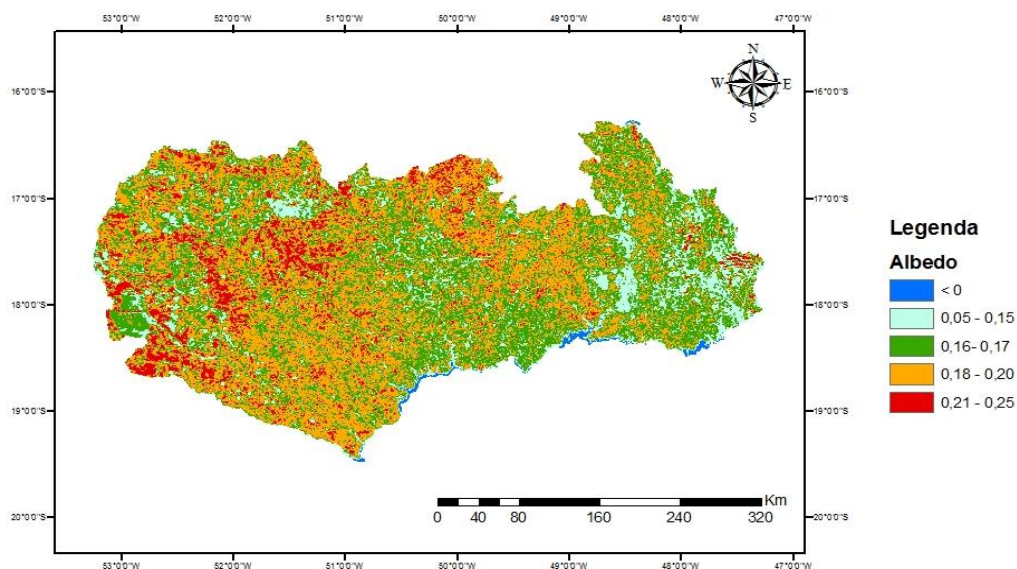 53°0'0"W 52°0'0"W 51°0'0"W 50°0'0"W 49°0'0"W 48°0'0"W 47°0'0"W
N
W E
S
16°0'0"S 16°0'0"S
17°0'0"S 17°0'0"S
18°0'0"S 18°0'0"S
19°0'0"S 19°0'0"S
20°0'0"S 20°0'0"S
Km
0 40 80 160 240 320
53°0'0"W 52°0'0"W 51°0'0"W 50°0'0"W 49°0'0"W 48°0'0"W 47°0'0"W
Legenda
Albedo
< 0
0,05 - 0,15
0,16- 0,17
0,18 - 0,20
0,21 - 0,25